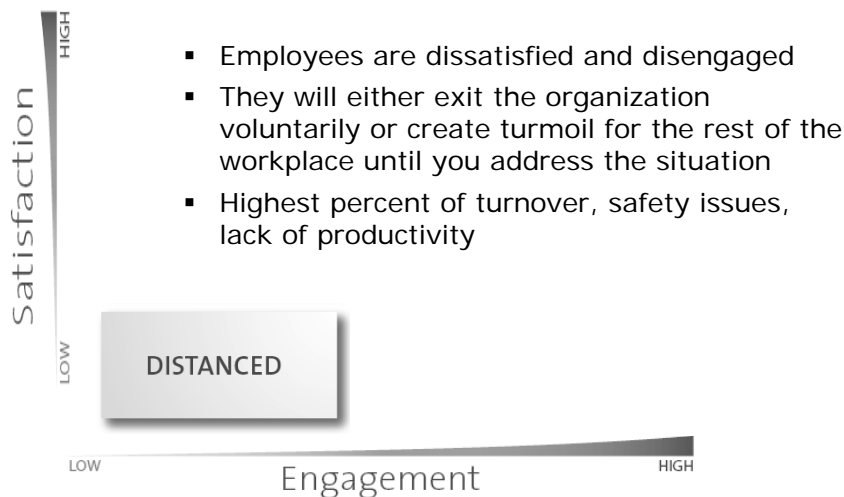 HIGH
Satisfaction
LOW
▪ Employees are dissatisfied and disengaged
▪ They will either exit the organization
voluntarily or create turmoil for the rest of the
workplace until you address the situation
▪ Highest percent of turnover, safety issues,
lack of productivity
DISTANCED
LOW
Engagement
HIGH